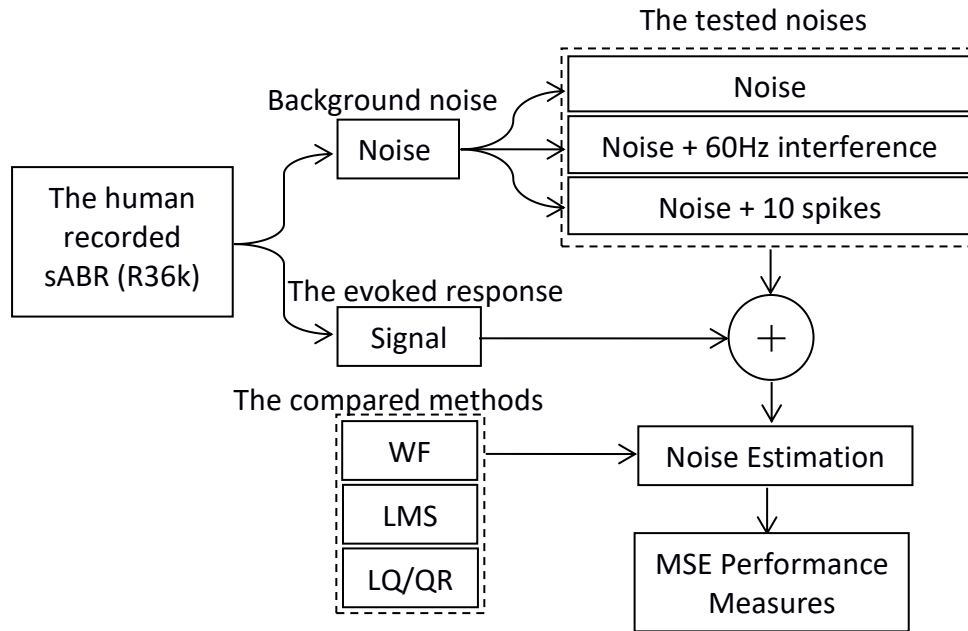 The tested noises
Noise
Background noise
Noise
Noise + 60Hz interference
Noise + 10 spikes
The human
recorded
sABR (R36k)
The evoked response
Signal
+
The compared methods
WF
LMS
LQ/QR
Noise Estimation
MSE Performance
Measures